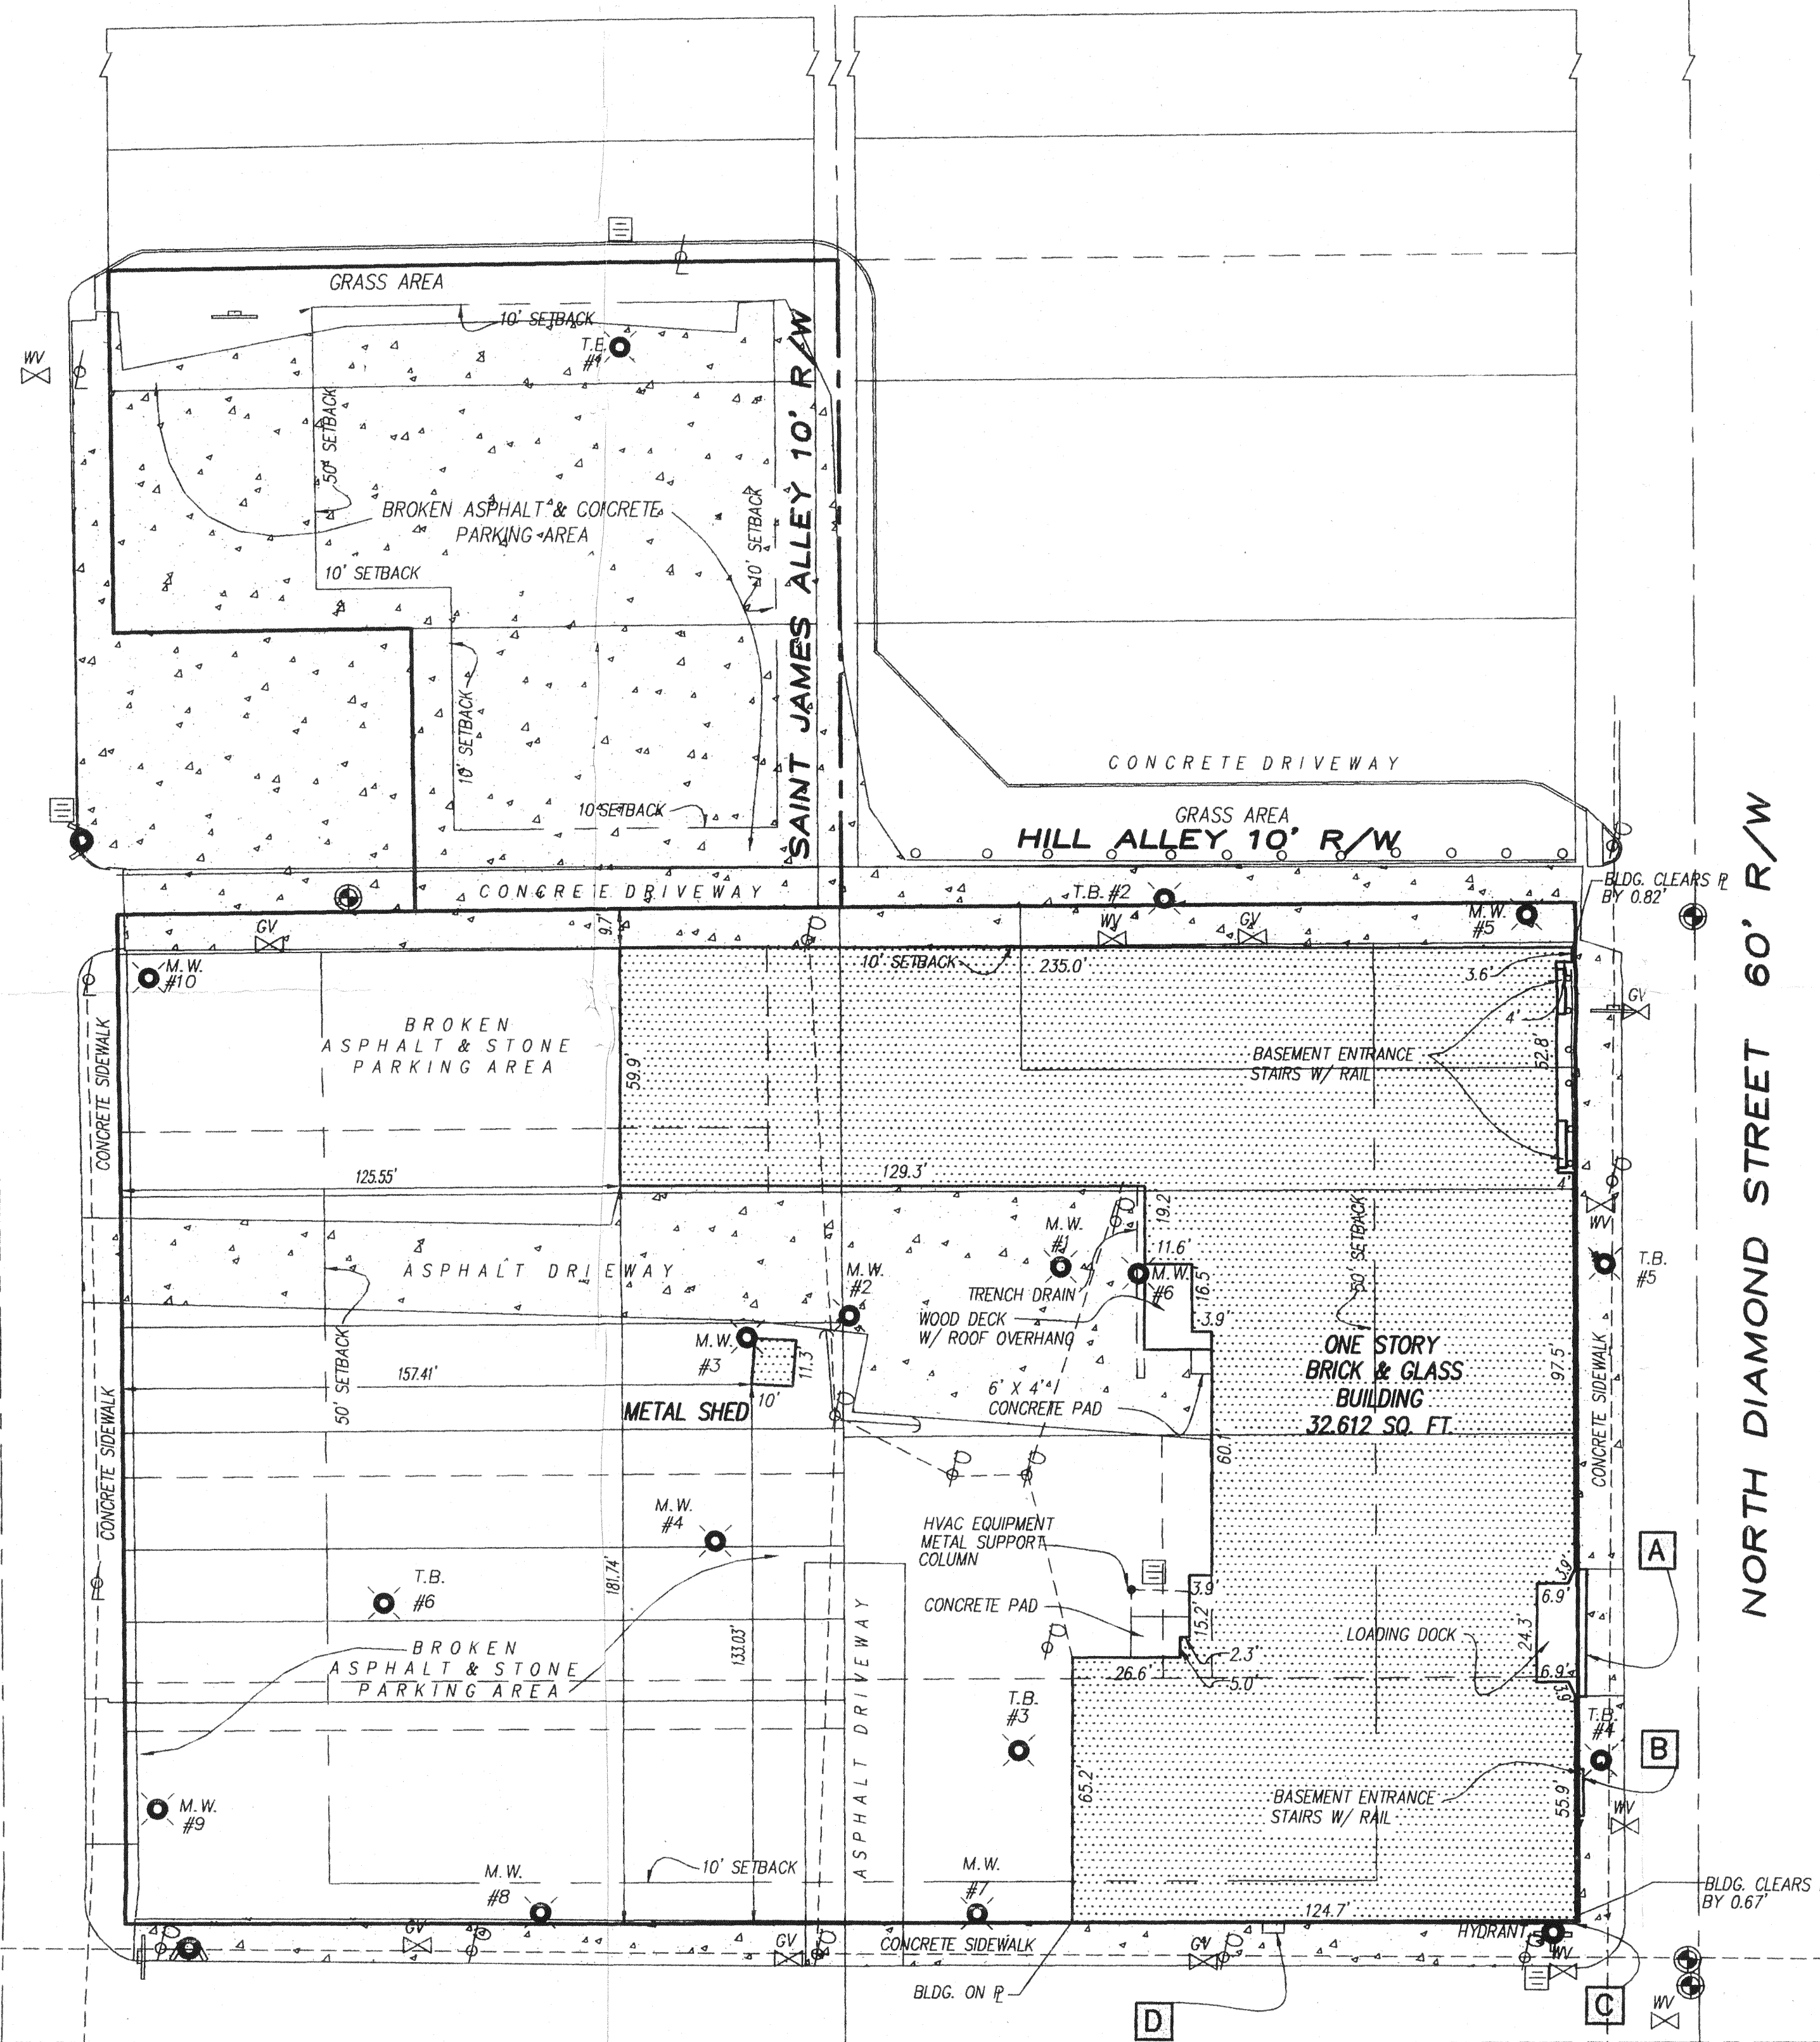 GRASS AREA
10' SETBACK
T.B.
#1
WV
50' SETBACK
BROKEN ASPHALT & CO CRETE
PARKING AREA
10' SETBACK
10' SETBACK
SAINT JAMES ALLEY 10' R/W
10' SETBACK
10' SETBACK
CONCRETE DRIVEWAY
GRASS AREA
HILL ALLEY 10' R/W
NORTH DIAMOND STREET 60' R/W
CONCRE E DRIVEWAY
T.B. #2
WV
GV
M.W.
#5
BLDG. CLEARS PL
BY 0.82'
GV
9.7'
10' SETBACK
235.0'
3.6'
M.W.
#10
BROKEN
ASPHALT & STONE
PARKING AREA
CONCRETE SIDEWALK
59.9'
4'
GV
52.8'
BASEMENT ENTRANCE
STAIRS W/ RAIL
125.55'
129.3'
4'
19.2
WV
M.W.
#1
11.6'
50' SETBACK
T.B.
#5
ASPHALT DRI EWAY
M.W.
#2
M.W.
#6
16.5'
TRENCH DRAIN
WOOD DECK
W/ ROOF OVERHANG
3.9'
M.W.
#3
11.3'
ONE STORY
BRICK & GLASS
BUILDING
32.612 SQ. FT.
97.5'
CONCRETE SIDEWALK
50' SETBACK
157.41'
10'
METAL SHED
6' X 4'
CONCRETE PAD
CONCRETE SIDEWALK
60.1'
M.W.
#4
HVAC EQUIPMENT
METAL SUPPORT
COLUMN
A
3.9'
T.B.
#6
181.74'
3.9'
6.9'
CONCRETE PAD
15.2'
24.3'
LOADING DOCK
133.03'
BROKEN
ASPHALT & STONE
PARKING AREA
ASPHALT DRIVEWAY
2.3'
26.6'
5.0'
6.9'
3.9'
T.B.
#3
T.B.
#4
B
65.2'
BASEMENT ENTRANCE
STAIRS W/ RAIL
55.9'
WV
M.W.
#9
10' SETBACK
M.W.
#8
M.W.
#7
BLDG. CLEARS
BY 0.67'
124.7'
HYDRANT
GV
GV
CONCRETE SIDEWALK
GV
WV
BLDG. ON PL
C
D
WV